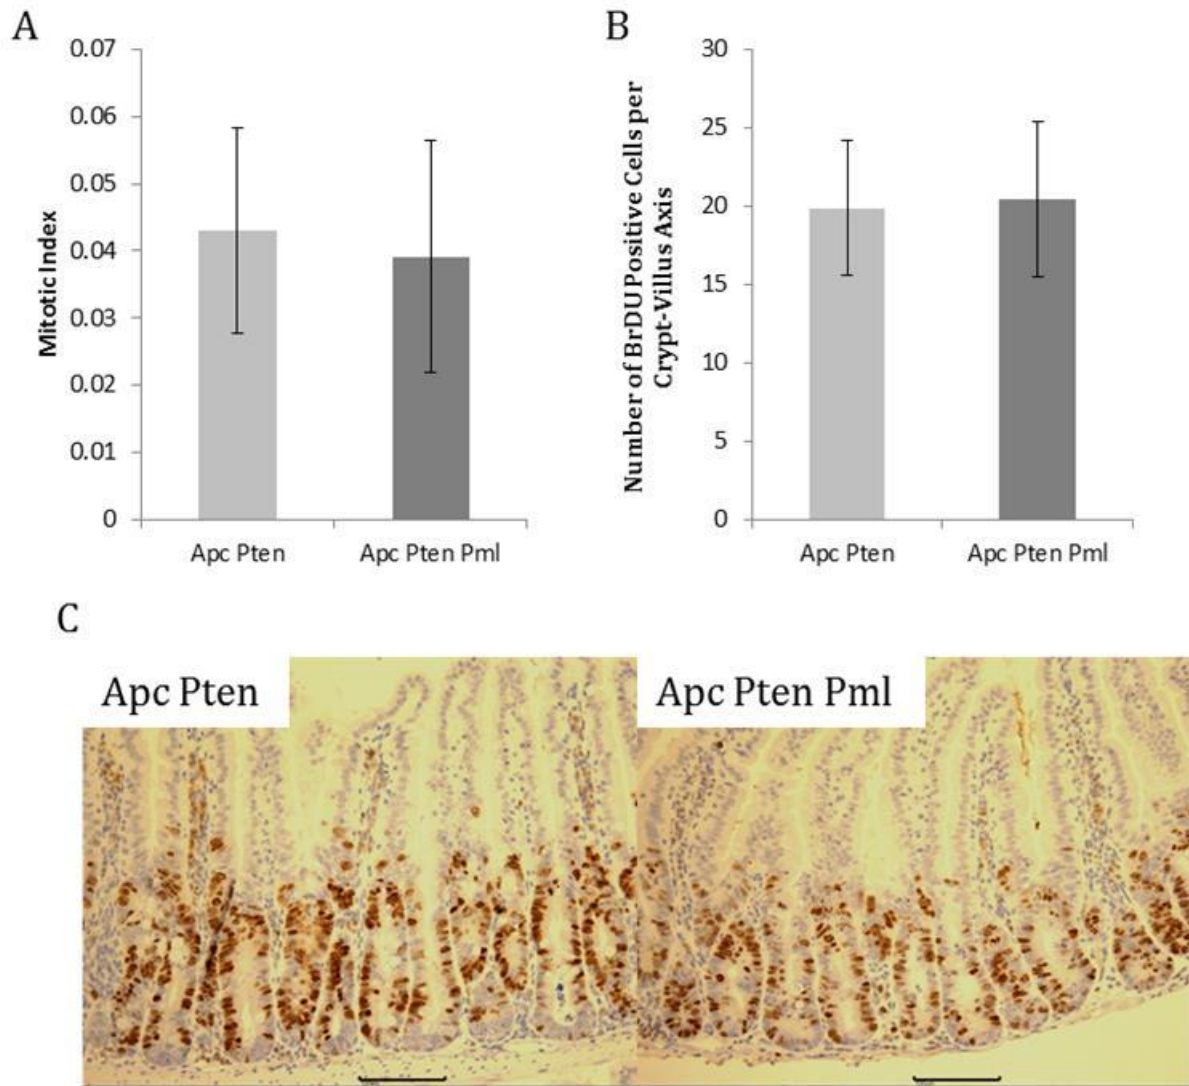 A
0.07
0.06
0.05
0.04
0.03
0.02
0.01
0
Mitotic Index
Apc Pten
Apc Pten Pml
B
30
25
20
15
10
5
0
Number of BrDU Positive Cells per
Crypt-Villus Axis
Apc Pten
Apc Pten Pml
C
Apc Pten
Apc Pten Pml